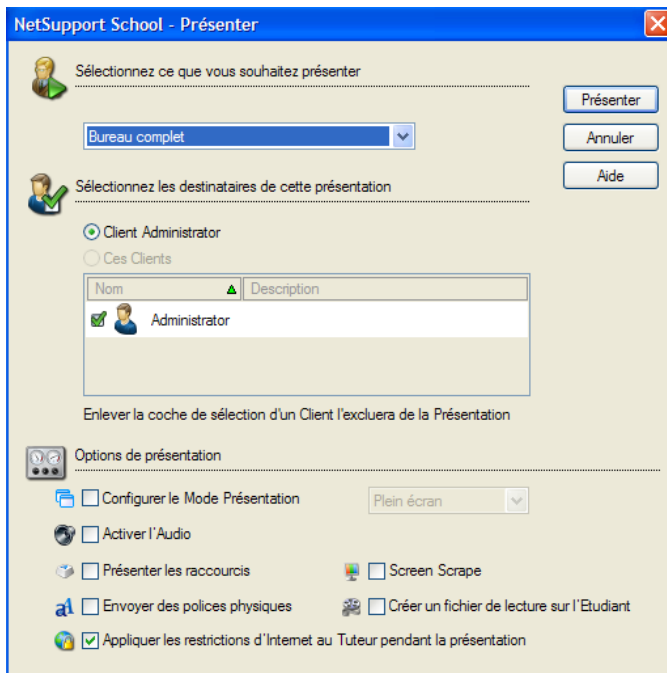 NetSupport School - Présenter
Sélectionnez ce que vous souhaitez présenter
Présenter
Bureau complet
Annuler
Sélectionnez les destinataires de cette présentation
Aide
Client Administrator
Ces Clients
Nom Description
Administrator
Enlever la coche de sélection d'un Client l'excluera de la Présentation
Options de présentation
Configurer le Mode Présentation Plein écran
Activer l'Audio
Présenter les raccourcis Screen Scrape
Envoyer des polices physiques Créer un fichier de lecture sur l'Etudiant
Appliquer les restrictions d'Internet au Tuteur pendant la présentation